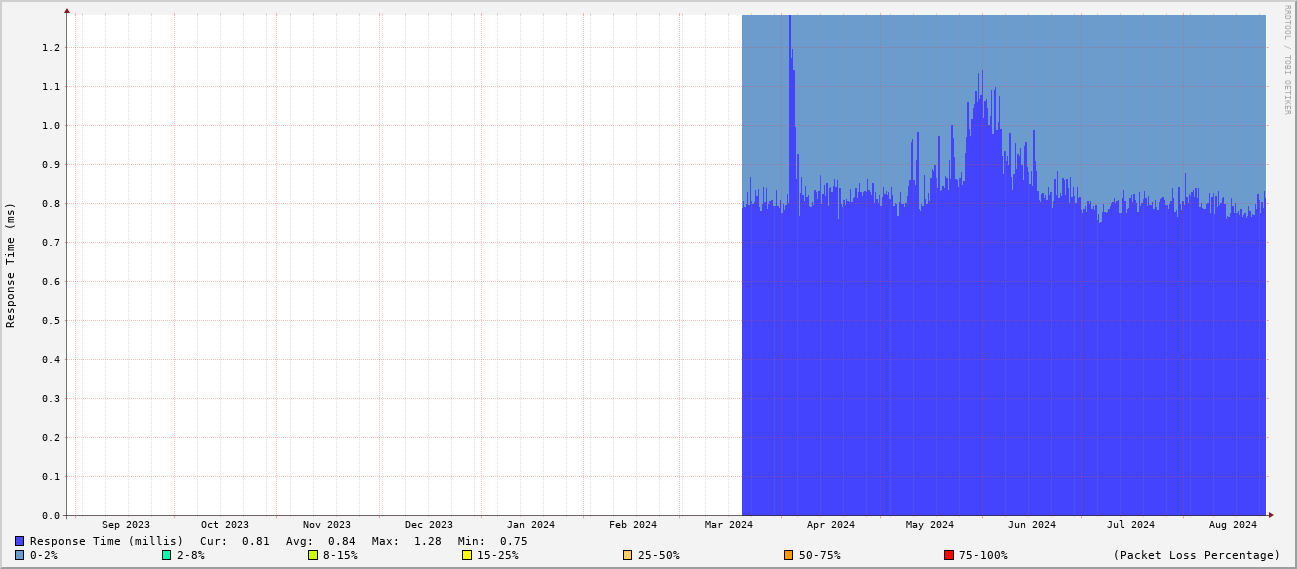 RRDTOOL / TOBI OETIKER
Response Time (ms)
1.2
1.1
1.0
0.9
0.8
0.7
0.6
0.5
0.4
0.3
0.2
0.1
0.0
Sep 2023 Oct 2023 Nov 2023 Dec 2023 Jan 2024 Feb 2024 Mar 2024 Apr 2024 May 2024 Jun 2024 Jul 2024 Aug 2024
Response Time (millis) Cur: 0.81 Avg: 0.84 Max: 1.28 Min: 0.75
0-2% 2-8% 8-15% 15-25% 25-50% 50-75% 75-100% (Packet Loss Percentage)